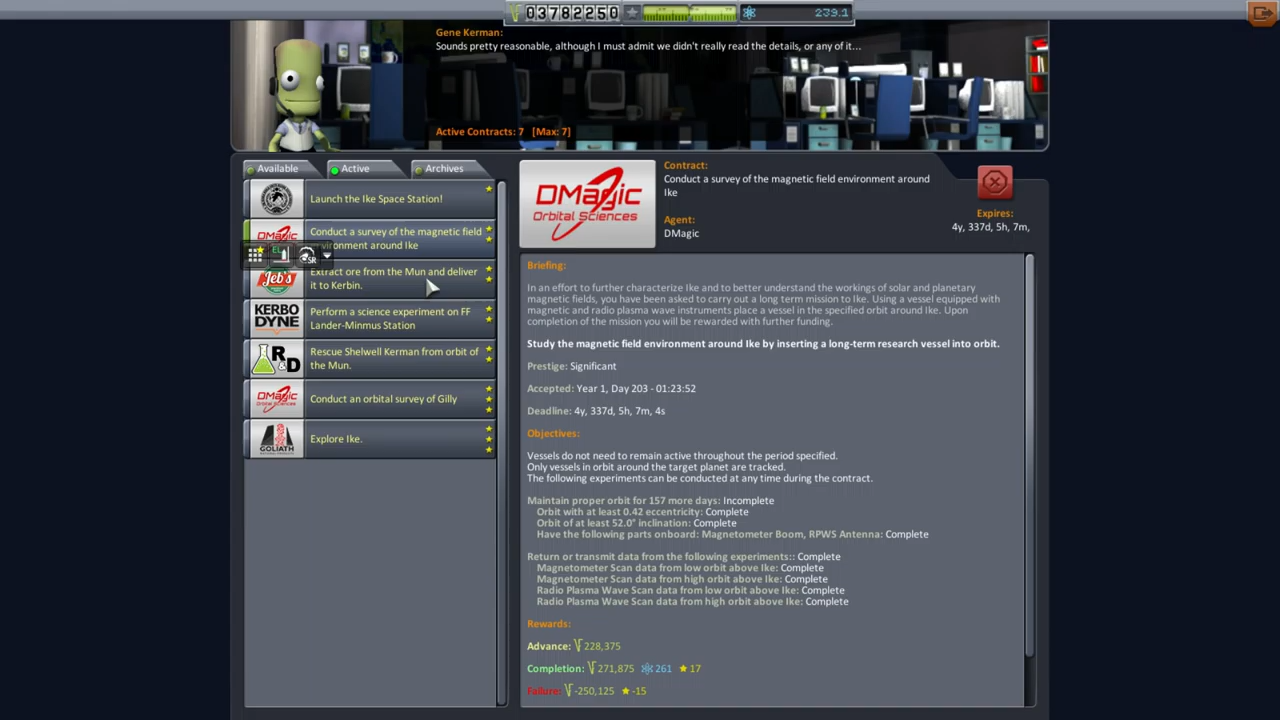 03782250
239.1
Gene Kerman:
Sounds pretty reasonable, although I must admit we didn't really read the details, or any of it...
Active Contracts: 7 [Max: 7]
Available
Active
Archives
Launch the Ike Space Station!
DMagic
Conduct a survey of the magnetic field
environment around Ike
SR
Jeb's
Extract ore from the Mun and deliver
it to Kerbin.
KERBO
DYNE
Perform a science experiment on FF
Lander-Minmus Station
R&D
Rescue Shelwell Kerman from orbit of
the Mun.
DMagic
Conduct an orbital survey of Gilly
GOLIATH
Explore Ike.
DMagic
Orbital Sciences
Contract:
Conduct a survey of the magnetic field environment around
Ike
Agent:
DMagic
Expires:
4y, 337d, 5h, 7m,
Briefing:
In an effort to further characterize Ike and to better understand the workings of solar and planetary
magnetic fields, you have been asked to carry out a long term mission to Ike. Using a vessel equipped with
magnetic and radio plasma wave instruments place a vessel in the specified orbit around Ike. Upon
completion of the mission you will be rewarded with further funding.
Study the magnetic field environment around Ike by inserting a long-term research vessel into orbit.
Prestige: Significant
Accepted: Year 1, Day 203 - 01:23:52
Deadline: 4y, 337d, 5h, 7m, 4s
Objectives:
Vessels do not need to remain active throughout the period specified.
Only vessels in orbit around the target planet are tracked.
The following experiments can be conducted at any time during the contract.
Maintain proper orbit for 157 more days: Incomplete
Orbit with at least 0.42 eccentricity: Complete
Orbit of at least 52.0° inclination: Complete
Have the following parts onboard: Magnetometer Boom, RPWS Antenna: Complete
Return or transmit data from the following experiments:: Complete
Magnetometer Scan data from low orbit above Ike: Complete
Magnetometer Scan data from high orbit above Ike: Complete
Radio Plasma Wave Scan data from low orbit above Ike: Complete
Radio Plasma Wave Scan data from high orbit above Ike: Complete
Rewards:
Advance: 228,375
Completion: 271,875 261 17
Failure: -250,125 -15